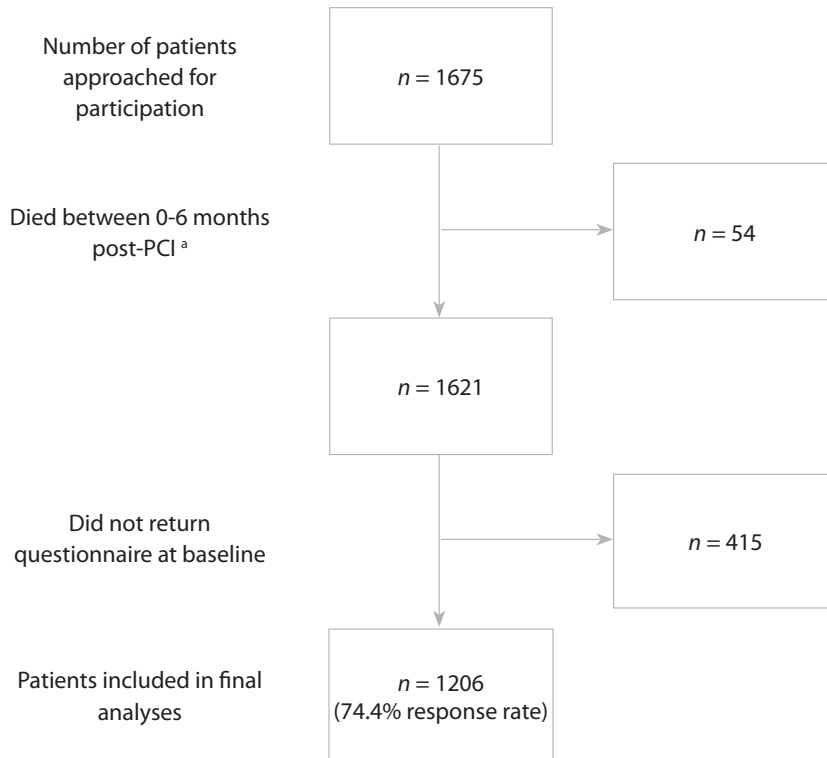 Number of patients
approached for
participation
n = 1675
Died between 0-6 months
post-PCI ᵃ
n = 54
n = 1621
Did not return
questionnaire at baseline
n = 415
Patients included in final
analyses
n = 1206
(74.4% response rate)